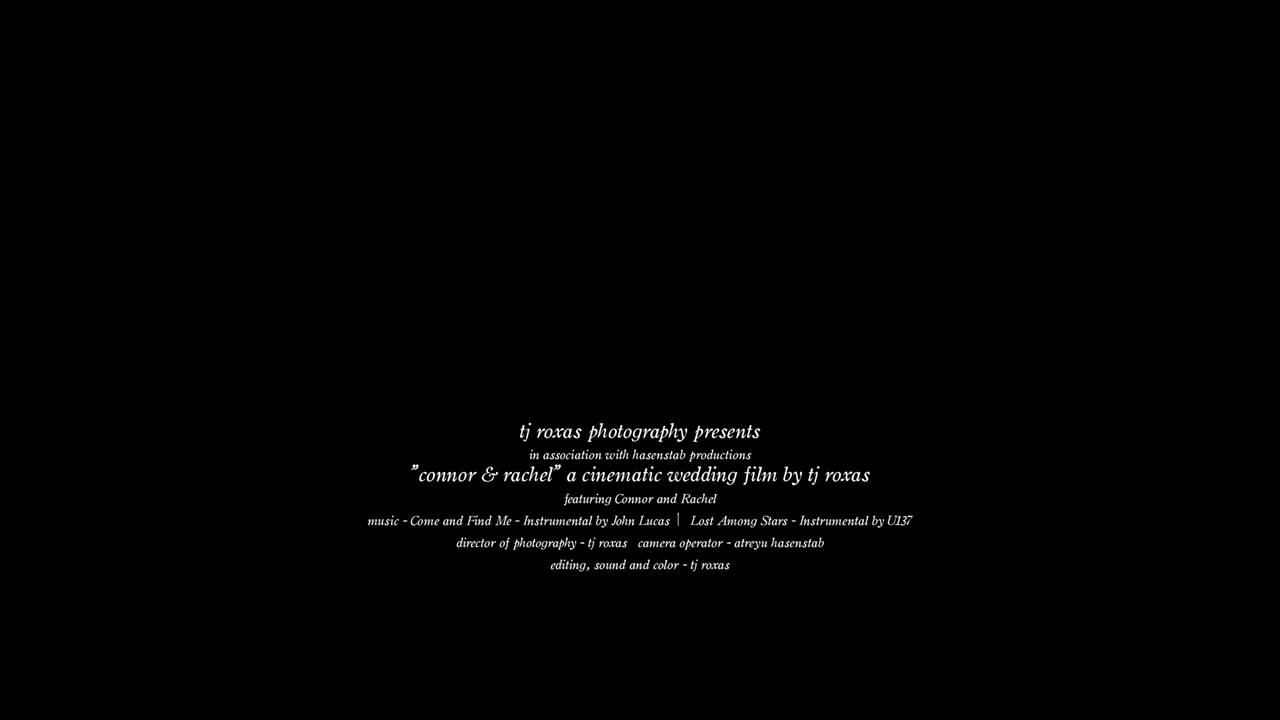 tj roxas photography presents
in association with hasenstab productions
"connor & rachel" a cinematic wedding film by tj roxas
featuring Connor and Rachel
music - Come and Find Me - Instrumental by John Lucas | Lost Among Stars - Instrumental by U137
director of photography - tj roxas camera operator - atreyu hasenstab
editing, sound and color - tj roxas